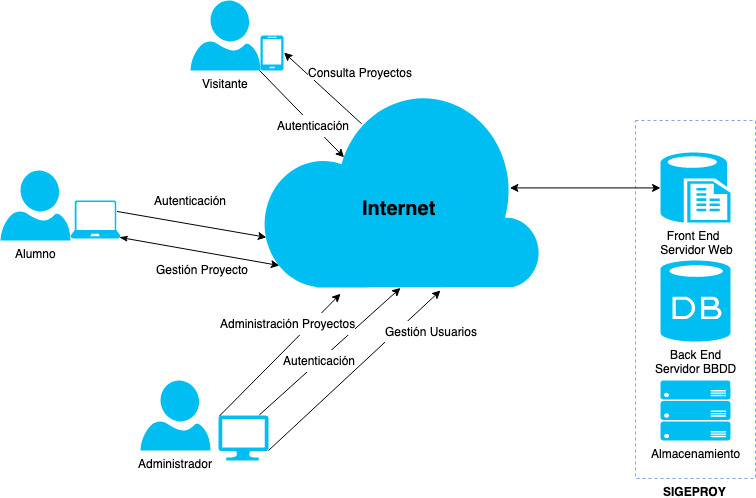 Visitante
Consulta Proyectos
Autenticación
Internet
Alumno
Autenticación
Gestión Proyecto
Administración Proyectos
Autenticación
Gestión Usuarios
Administrador
Front End
Servidor Web
DB
Back End
Servidor BBDD
Almacenamiento
SIGEPROY